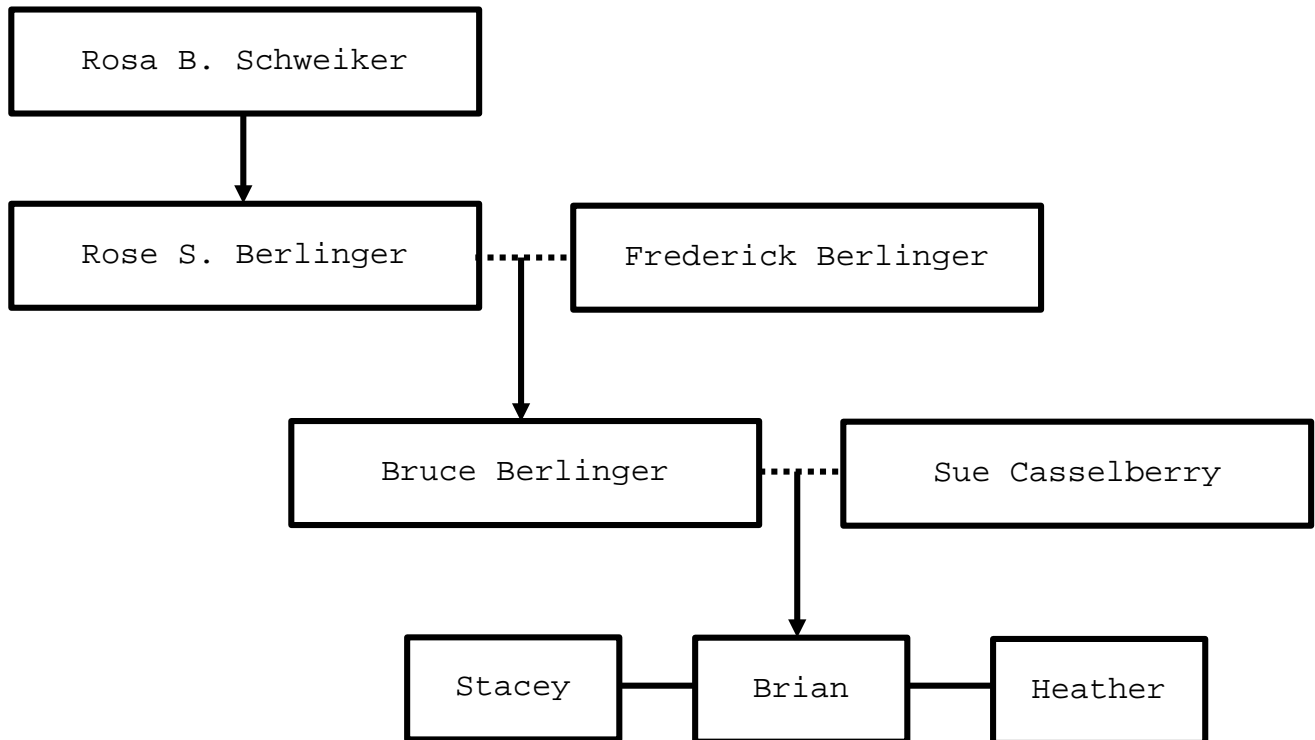 Rosa B. Schweiker
Rose S. Berlinger
Frederick Berlinger
Bruce Berlinger
Sue Casselberry
Stacey
Brian
Heather